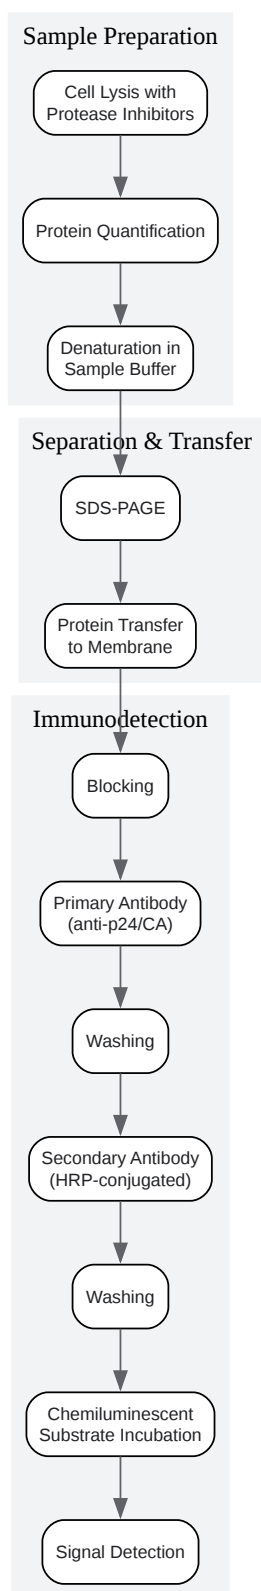 Sample Preparation
Cell Lysis with
Protease Inhibitors
Protein Quantification
Denaturation in
Sample Buffer
Separation & Transfer
SDS-PAGE
Protein Transfer
to Membrane
Immunodetection
Blocking
Primary Antibody
(anti-p24/CA)
Washing
Secondary Antibody
(HRP-conjugated)
Washing
Chemiluminescent
Substrate Incubation
Signal Detection